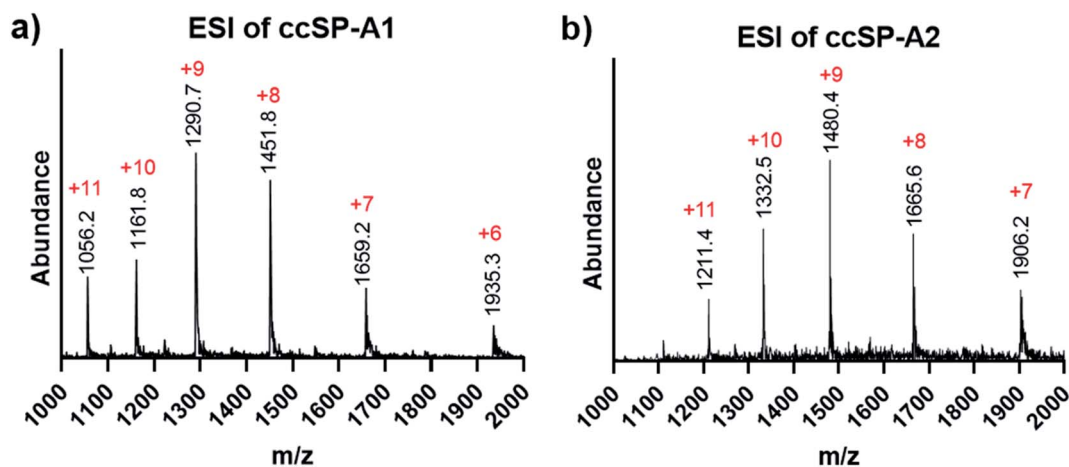 a)
ESI of ccSP-A1
Abundance
+11
1056.2
+10
1161.8
+9
1290.7
+8
1451.8
+7
1659.2
+6
1935.3
1000 1100 1200 1300 1400 1500 1600 1700 1800 1900 2000
m/z
b)
ESI of ccSP-A2
Abundance
+11
1211.4
+10
1332.5
+9
1480.4
+8
1665.6
+7
1906.2
1000 1100 1200 1300 1400 1500 1600 1700 1800 1900 2000
m/z